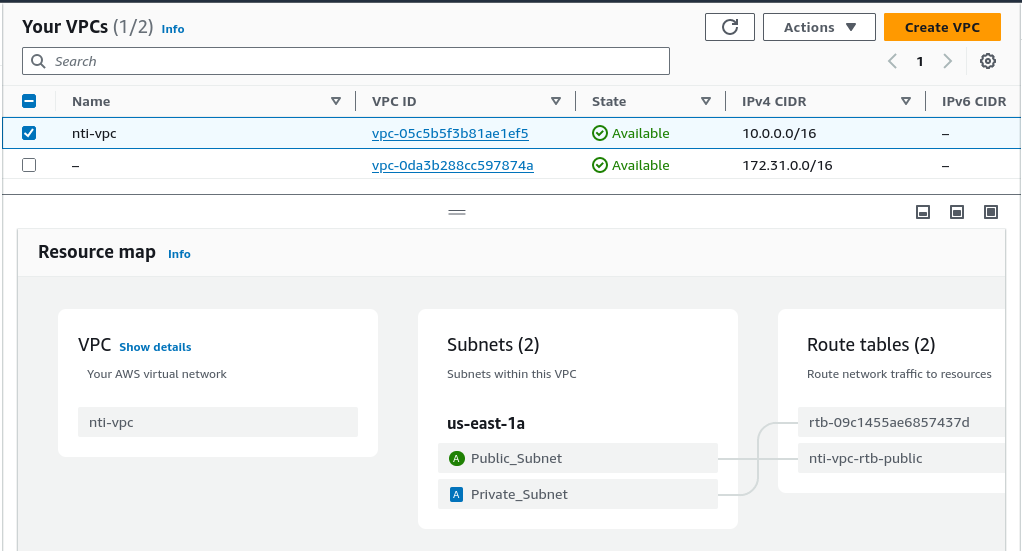 Your VPCs (1/2) Info
Actions
Create VPC
Search
1
Name VPC ID State IPv4 CIDR IPv6 CIDR
nti-vpc vpc-05c5b5f3b81ae1ef5 Available 10.0.0.0/16 –
– vpc-0da3b288cc597874a Available 172.31.0.0/16 –
Resource map Info
VPC Show details
Your AWS virtual network
nti-vpc
Subnets (2)
Subnets within this VPC
us-east-1a
A Public_Subnet
A Private_Subnet
Route tables (2)
Route network traffic to resources
rtb-09c1455ae6857437d
nti-vpc-rtb-public